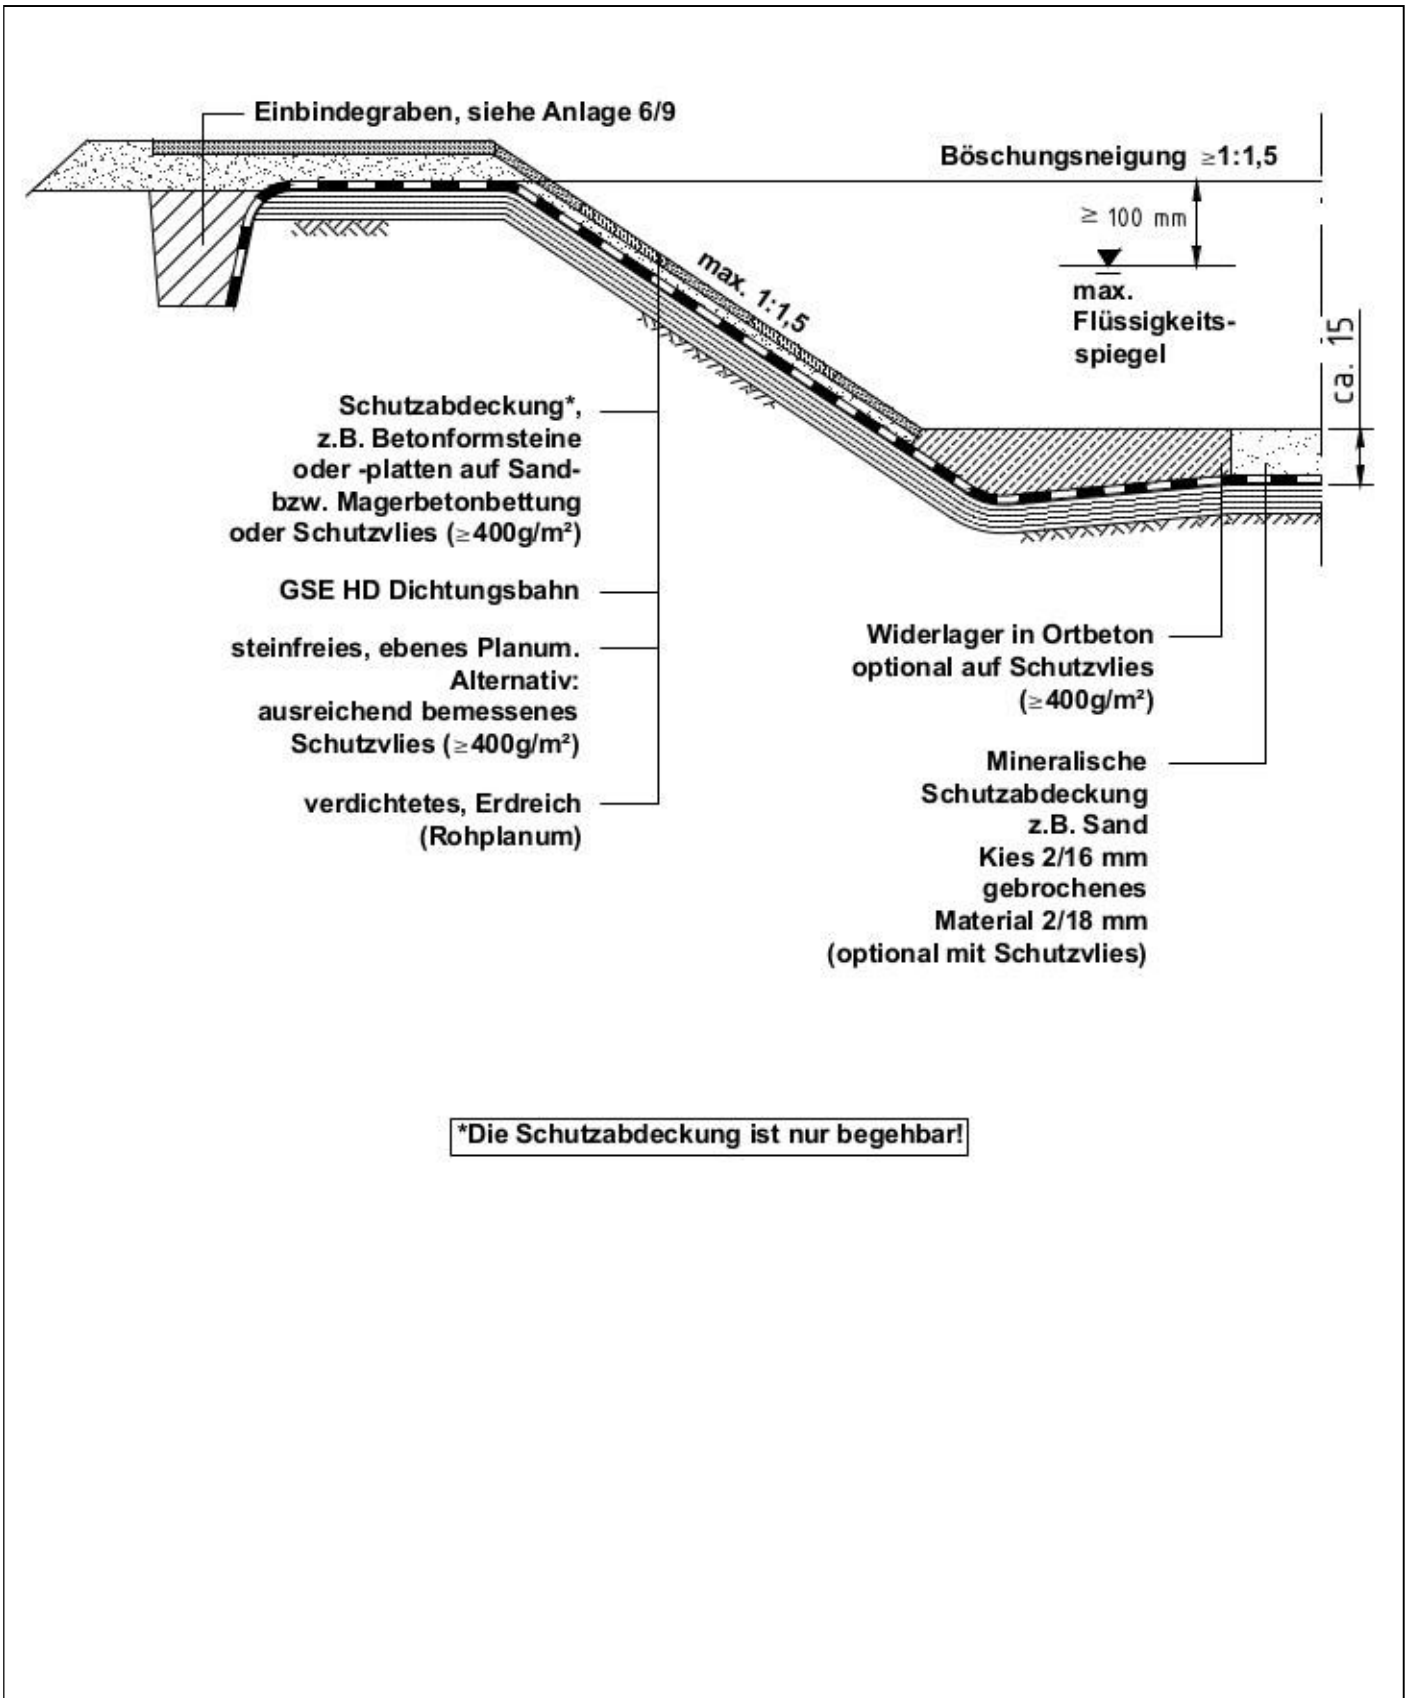 Einbindegraben, siehe Anlage 6/9
Böschungsneigung ≥1:1,5
≥ 100 mm
max.
Flüssigkeits-
spiegel
max. 1:1,5
ca. 15
Schutzabdeckung*,
z.B. Betonformsteine
oder -platten auf Sand-
bzw. Magerbetonbettung
oder Schutzvlies (≥400g/m²)
GSE HD Dichtungsbahn
steinfreies, ebenes Planum.
Alternativ:
ausreichend bemessenes
Schutzvlies (≥400g/m²)
verdichtetes, Erdreich
(Rohplanum)
Widerlager in Ortbeton
optional auf Schutzvlies
(≥400g/m²)
Mineralische
Schutzabdeckung
z.B. Sand
Kies 2/16 mm
gebrochenes
Material 2/18 mm
(optional mit Schutzvlies)
*Die Schutzabdeckung ist nur begehbar!